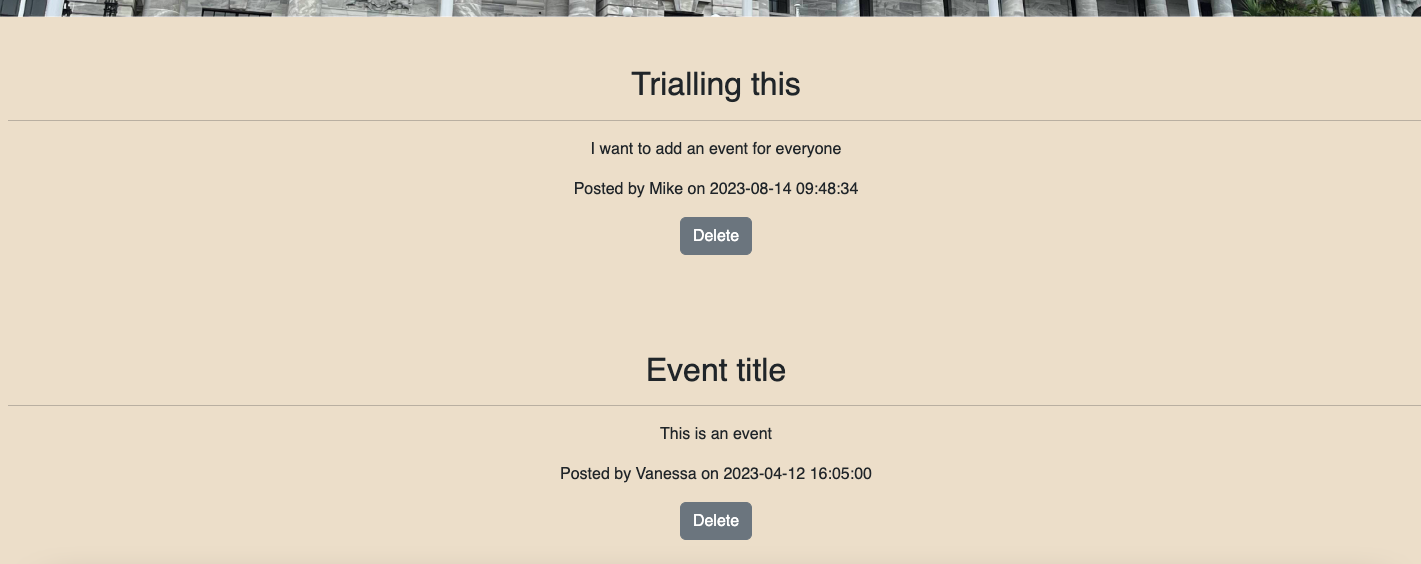 Trialling this
I want to add an event for everyone
Posted by Mike on 2023-08-14 09:48:34
Delete
Event title
This is an event
Posted by Vanessa on 2023-04-12 16:05:00
Delete